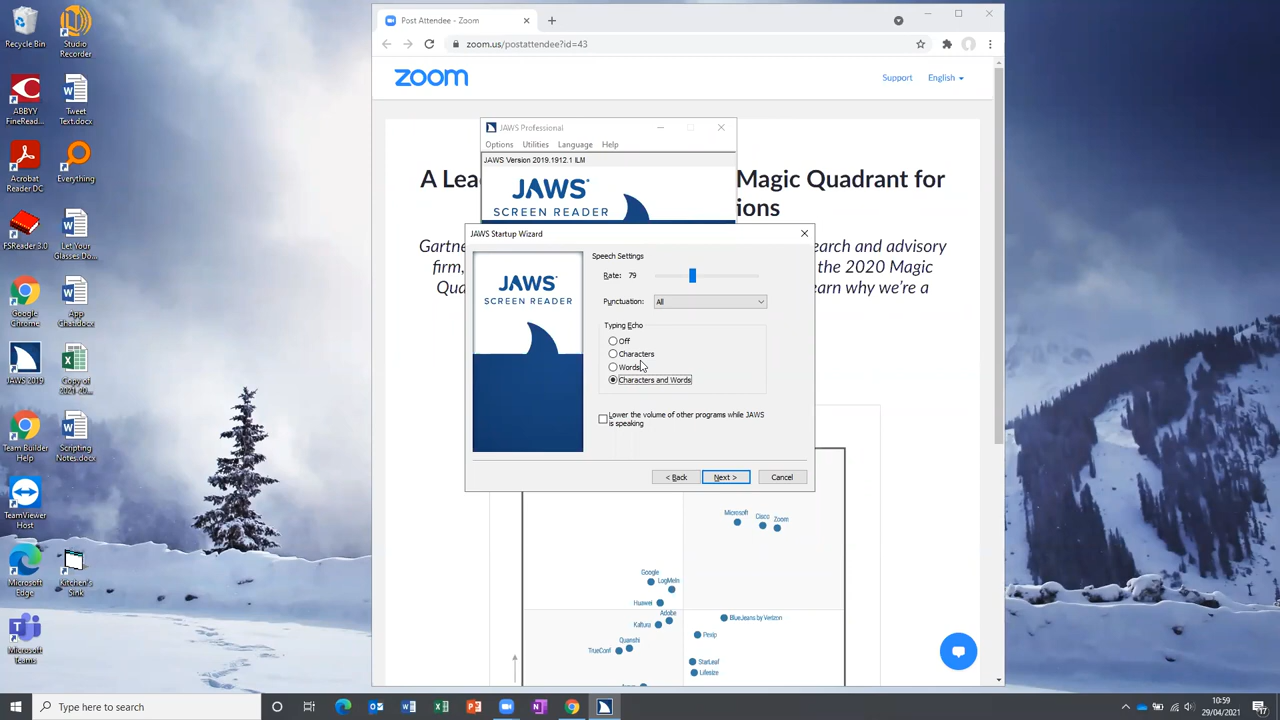 Recycle Bin
Studio
Recorder
ABBYY
FineRead...
Tweet
Text.docx
Acrobat
Reader DC
Everything
FSReader 3.0
Let Your
Glasses Do...
Google
Chrome
App
Chan.docx
JAWS 2019
Copy of
Team Builder
Help
Scripting
Notes.docx
TeamViewer
Host
Microsoft
Edge
Kitchen's
Sink
Microsoft
Teams
Post Attendee - Zoom
zoom.us/postattendee?id=43
zoom
Support
English
A Lea
Magic Quadrant for
ions
Gartne
earch and advisory
firm,
the 2020 Magic
Qua
earn why we're a
JAWS Professional
Options
Utilities
Language
Help
JAWS Version 2019.1912.1 ILM
JAWS
SCREEN READER
JAWS Startup Wizard
JAWS
SCREEN READER
Speech Settings
Rate: 79
Punctuation: All
Typing Echo
Off
Characters
Words
Characters and Words
Lower the volume of other programs while JAWS
is speaking
< Back
Next >
Cancel
Microsoft
Cisco
Zoom
Google
LogMeIn
Huawei
Adobe
Kaltura
BlueJeans by Verizon
Pexip
Quanshi
TrueConf
StarLeaf
Lifesize
Type here to search
10:59
29/04/2021